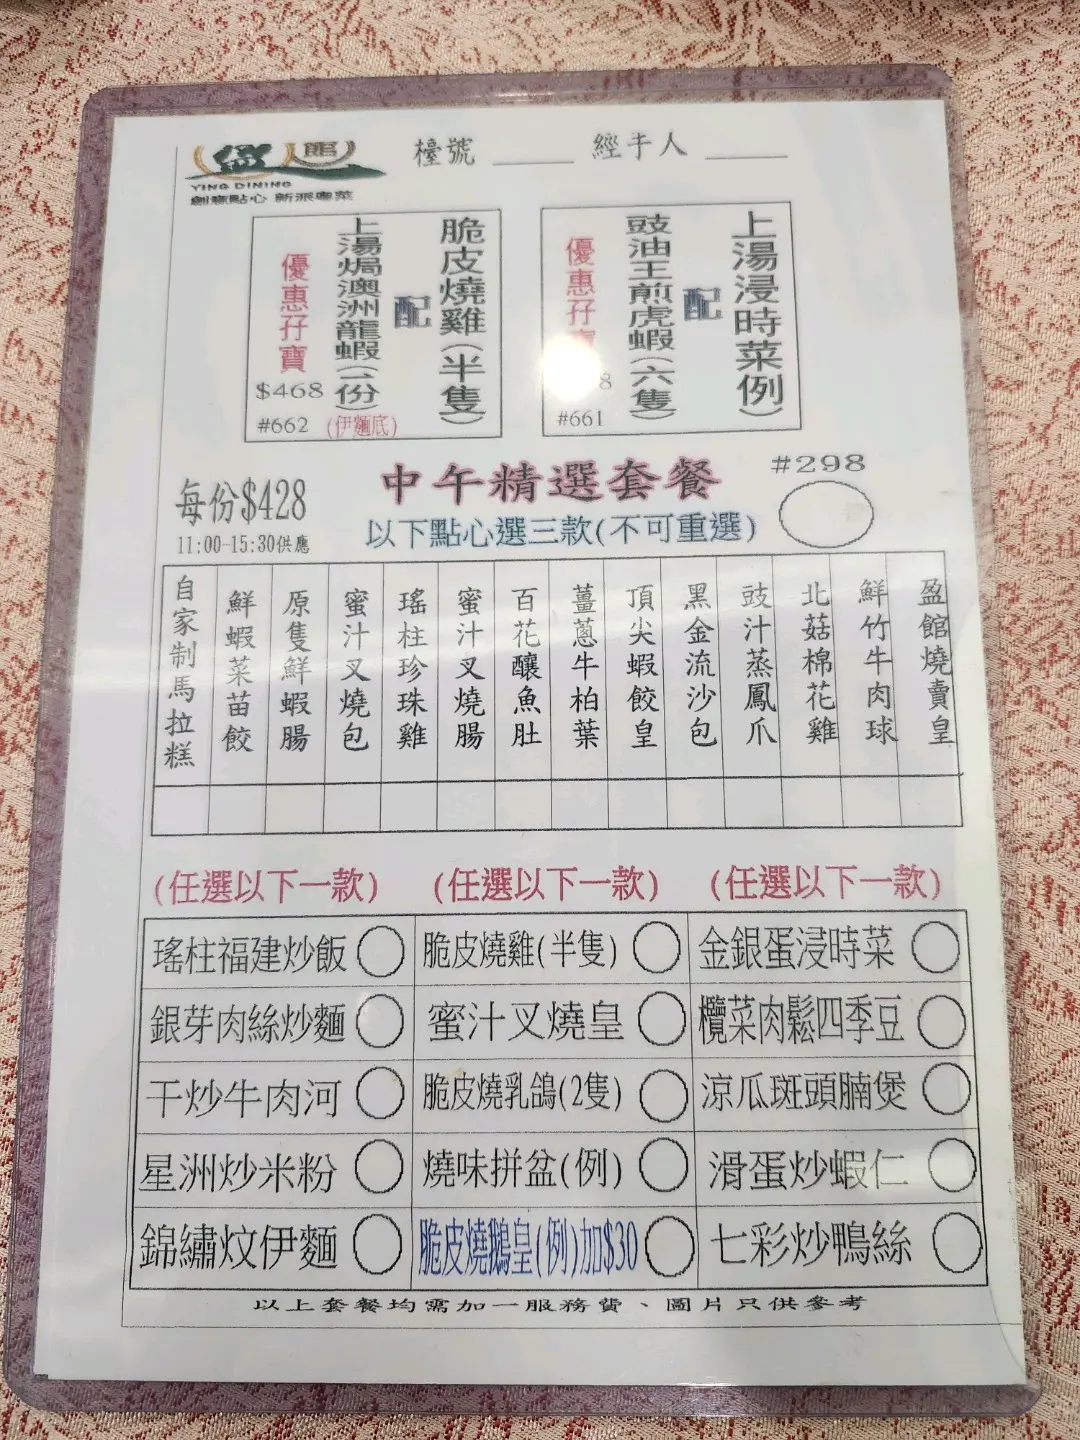 盈館
YING DINING
創意點心 新派粵菜
檯號 ____ 經手人 ____
上湯浸時菜(例)
配
豉油王煎虎蝦(六隻)
優惠孖寶
#661
脆皮燒雞(半隻)
配
上湯焗澳洲龍蝦(一份)
(伊麵底)
優惠孖寶
$468
#662
中午精選套餐
#298
每份$428
11:00-15:30供應
以下點心選三款(不可重選)
盈館燒賣皇
鮮竹牛肉球
北菇棉花雞
豉汁蒸鳳爪
黑金流沙包
頂尖蝦餃皇
薑蔥牛柏葉
百花釀魚肚
蜜汁叉燒腸
瑤柱珍珠雞
蜜汁叉燒包
原隻鮮蝦腸
鮮蝦菜苗餃
自家制馬拉糕
(任選以下一款) (任選以下一款) (任選以下一款)
瑤柱福建炒飯 脆皮燒雞(半隻) 金銀蛋浸時菜
銀芽肉絲炒麵 蜜汁叉燒皇 欖菜肉鬆四季豆
干炒牛肉河 脆皮燒乳鴿(2隻) 涼瓜斑頭腩煲
星洲炒米粉 燒味拼盆(例) 滑蛋炒蝦仁
錦繡炆伊麵 脆皮燒鵝皇(例)加$30 七彩炒鴨絲
以上套餐均需加一服務費、圖片只供參考